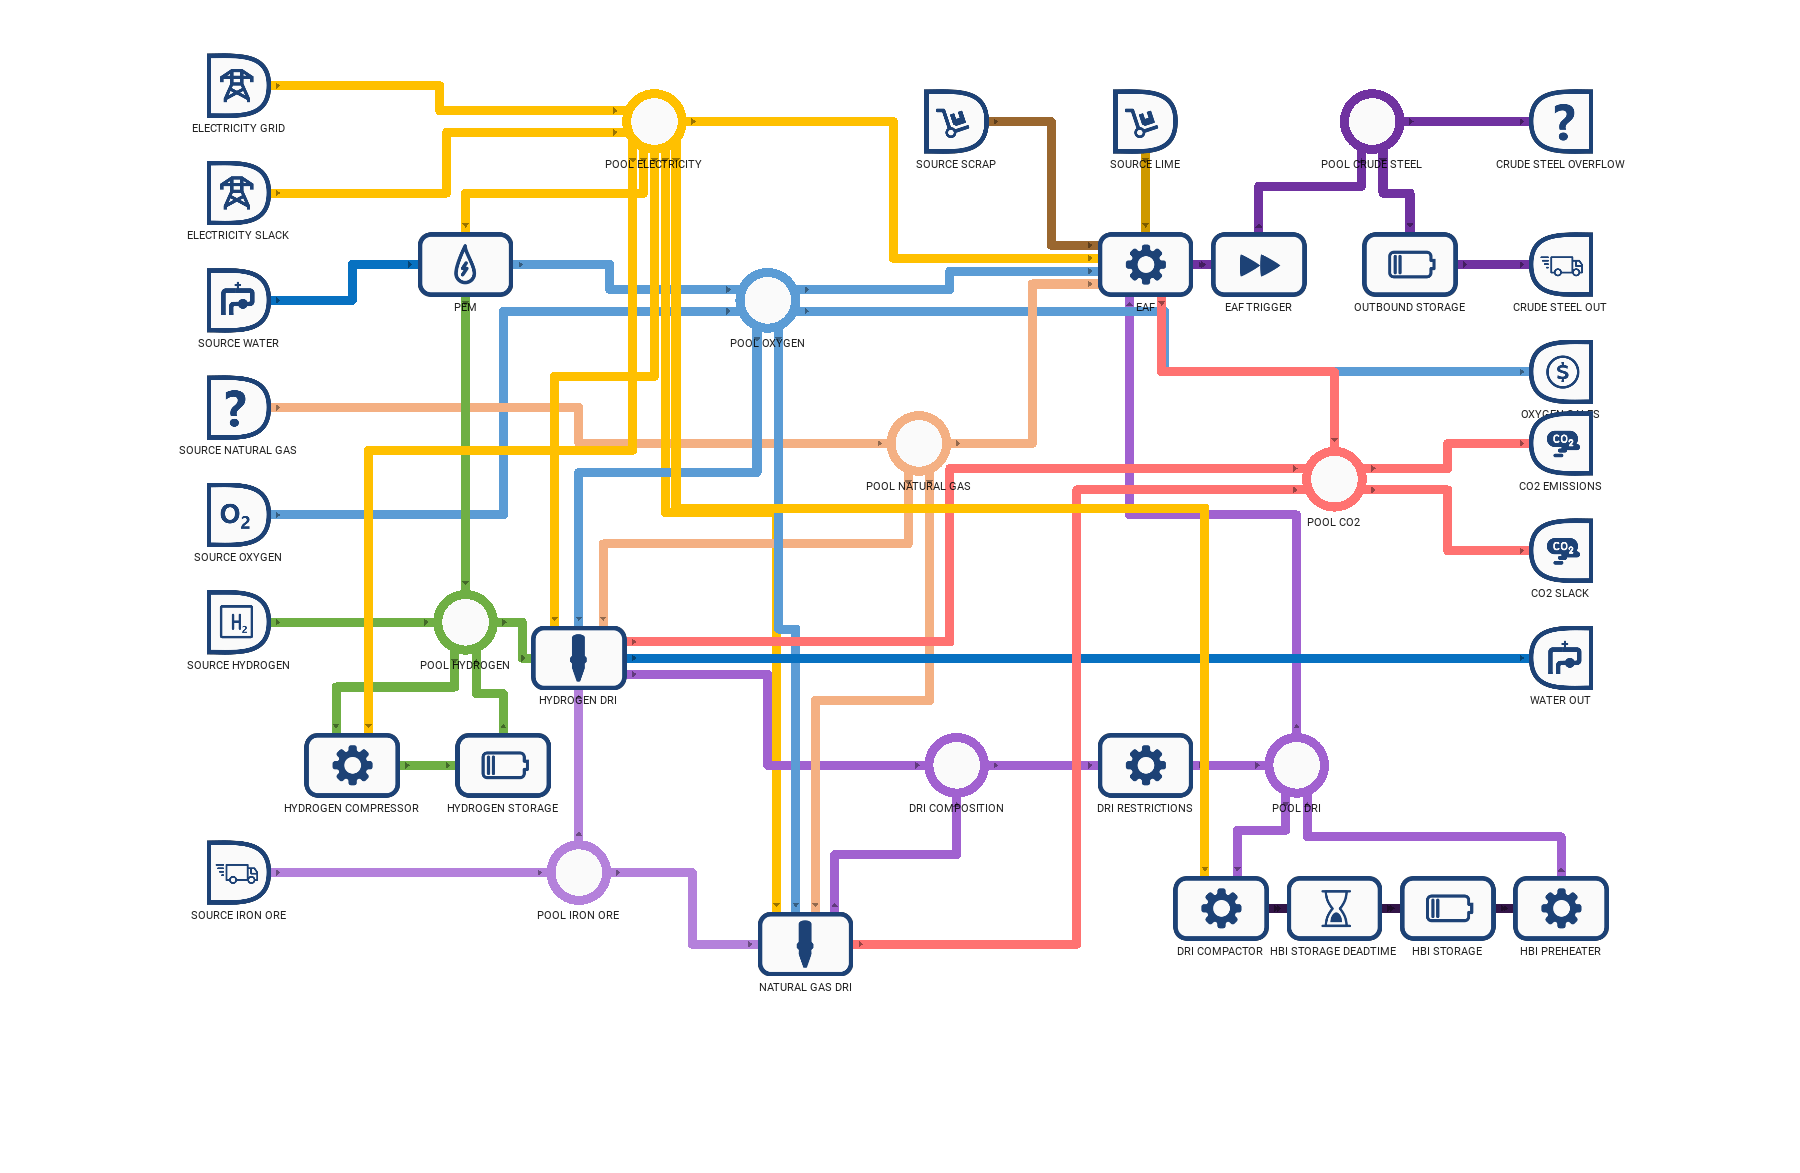 ELECTRICITY GRID
POOL ELECTRICITY
SOURCE SCRAP
SOURCE LIME
POOL CRUDE STEEL
?
CRUDE STEEL OVERFLOW
ELECTRICITY SLACK
SOURCE WATER
PEM
POOL OXYGEN
EAF
EAF TRIGGER
OUTBOUND STORAGE
CRUDE STEEL OUT
$
OXYGEN SALES
?
SOURCE NATURAL GAS
POOL NATURAL GAS
CO2
CO2 EMISSIONS
O2
SOURCE OXYGEN
POOL CO2
CO2
CO2 SLACK
H2
SOURCE HYDROGEN
POOL HYDROGEN
HYDROGEN DRI
WATER OUT
HYDROGEN COMPRESSOR
HYDROGEN STORAGE
DRI COMPOSITION
DRI RESTRICTIONS
POOL DRI
SOURCE IRON ORE
POOL IRON ORE
NATURAL GAS DRI
DRI COMPACTOR
HBI STORAGE DEADTIME
HBI STORAGE
HBI PREHEATER